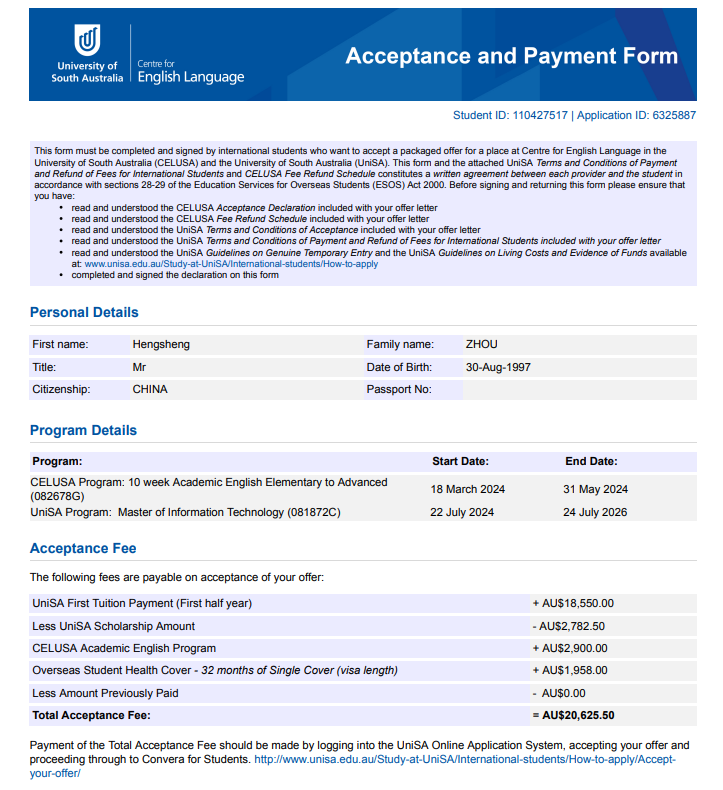 University of
South Australia
Centre for
English Language
Acceptance and Payment Form
Student ID: 110427517 | Application ID: 6325887
This form must be completed and signed by international students who want to accept a packaged offer for a place at Centre for English Language in the
University of South Australia (CELUSA) and the University of South Australia (UniSA). This form and the attached UniSA Terms and Conditions of Payment
and Refund of Fees for International Students and CELUSA Fee Refund Schedule constitutes a written agreement between each provider and the student in
accordance with sections 28-29 of the Education Services for Overseas Students (ESOS) Act 2000. Before signing and returning this form please ensure that
you have:
• read and understood the CELUSA Acceptance Declaration included with your offer letter
• read and understood the CELUSA Fee Refund Schedule included with your offer letter
• read and understood the UniSA Terms and Conditions of Acceptance included with your offer letter
• read and understood the UniSA Terms and Conditions of Payment and Refund of Fees for International Students included with your offer letter
• read and understood the UniSA Guidelines on Genuine Temporary Entry and the UniSA Guidelines on Living Costs and Evidence of Funds available
at: www.unisa.edu.au/Study-at-UniSA/International-students/How-to-apply
• completed and signed the declaration on this form
Personal Details
First name: Hengsheng Family name: ZHOU
Title: Mr Date of Birth: 30-Aug-1997
Citizenship: CHINA Passport No:
Program Details
Program: Start Date: End Date:
CELUSA Program: 10 week Academic English Elementary to Advanced
(082678G) 18 March 2024 31 May 2024
UniSA Program: Master of Information Technology (081872C) 22 July 2024 24 July 2026
Acceptance Fee
The following fees are payable on acceptance of your offer:
UniSA First Tuition Payment (First half year) + AU$18,550.00
Less UniSA Scholarship Amount - AU$2,782.50
CELUSA Academic English Program + AU$2,900.00
Overseas Student Health Cover - 32 months of Single Cover (visa length) + AU$1,958.00
Less Amount Previously Paid - AU$0.00
Total Acceptance Fee: = AU$20,625.50
Payment of the Total Acceptance Fee should be made by logging into the UniSA Online Application System, accepting your offer and
proceeding through to Convera for Students. http://www.unisa.edu.au/Study-at-UniSA/International-students/How-to-apply/Accept-
your-offer/